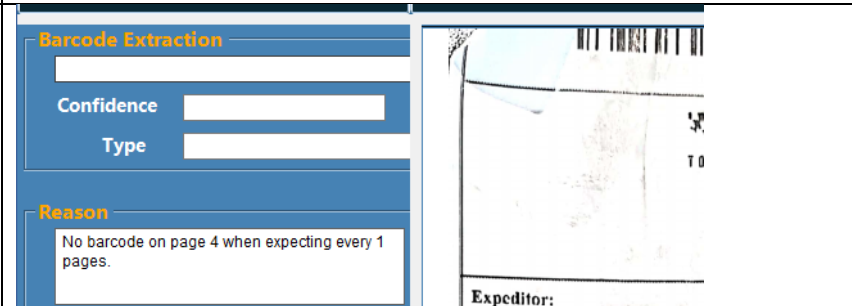 Barcode Extraction
Confidence
Type
Reason
No barcode on page 4 when expecting every 1
pages.
TO
Expeditor: